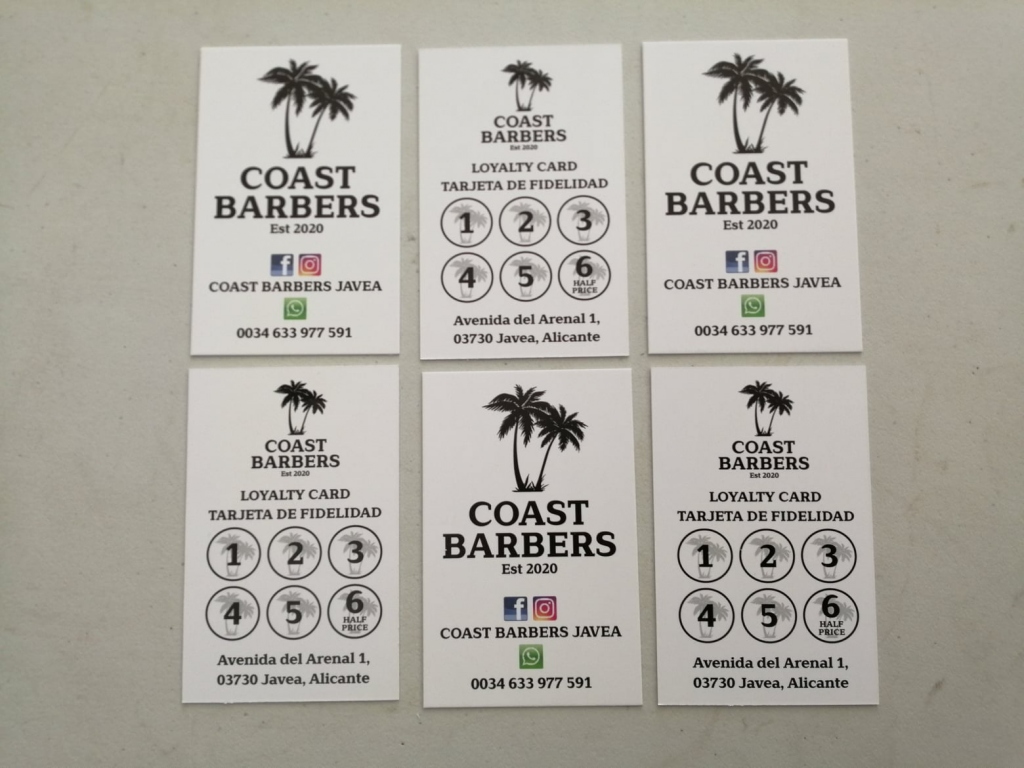 COAST
BARBERS
Est 2020
COAST BARBERS JAVEA
0034 633 977 591
COAST
BARBERS
Est 2020
LOYALTY CARD
TARJETA DE FIDELIDAD
1 2 3
4 5 6
HALF
PRICE
Avenida del Arenal 1,
03730 Javea, Alicante
COAST
BARBERS
Est 2020
COAST BARBERS JAVEA
0034 633 977 591
COAST
BARBERS
Est 2020
LOYALTY CARD
TARJETA DE FIDELIDAD
1 2 3
4 5 6
HALF
PRICE
Avenida del Arenal 1,
03730 Javea, Alicante
COAST
BARBERS
Est 2020
COAST BARBERS JAVEA
0034 633 977 591
COAST
BARBERS
Est 2020
LOYALTY CARD
TARJETA DE FIDELIDAD
1 2 3
4 5 6
HALF
PRICE
Avenida del Arenal 1,
03730 Javea, Alicante